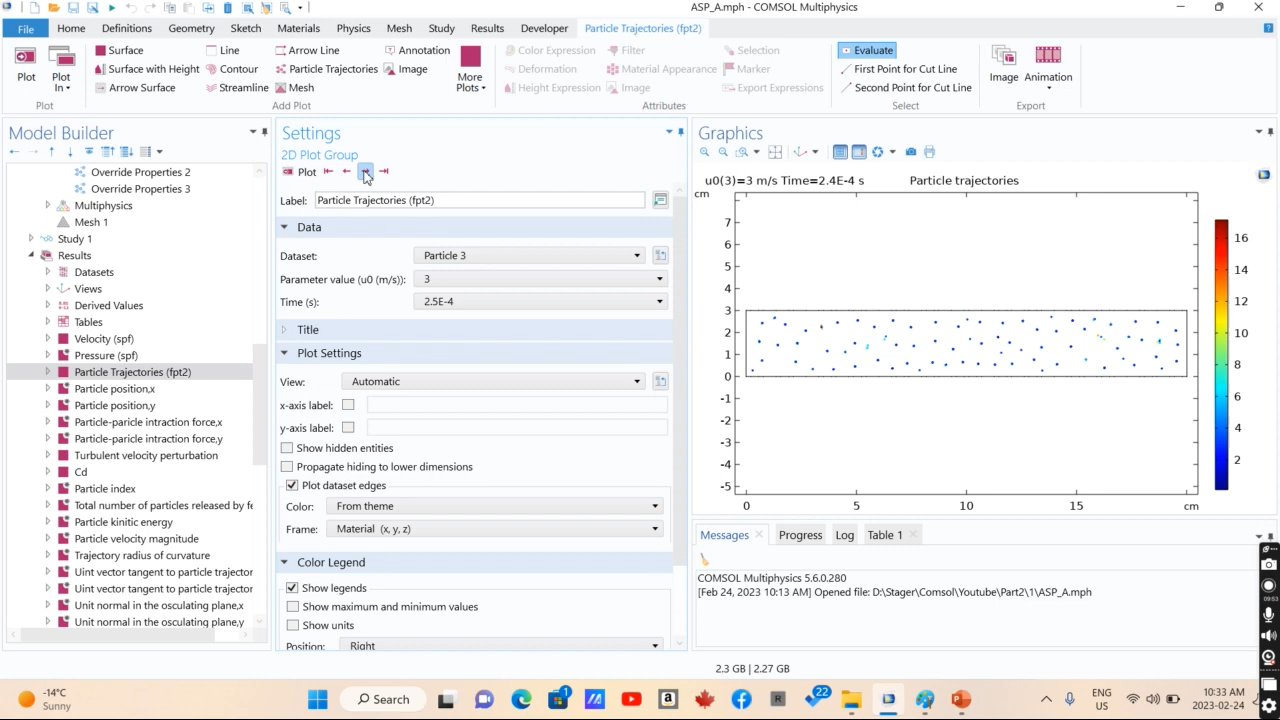 ASP_A.mph - COMSOL Multiphysics
File Home Definitions Geometry Sketch Materials Physics Mesh Study Results Developer Particle Trajectories (fpt2)
Surface Line Arrow Line Annotation Color Expression Filter Selection Evaluate
Surface with Height Contour Particle Trajectories Image Deformation Material Appearance Marker First Point for Cut Line
Arrow Surface Streamline Mesh Height Expression Image Export Expressions Second Point for Cut Line
Plot
Plot
In
More
Plots
Image
Animation
Plot Add Plot Attributes Select Export
Model Builder
Override Properties 2
Override Properties 3
Multiphysics
Mesh 1
Study 1
Results
Datasets
Views
Derived Values
Tables
Velocity (spf)
Pressure (spf)
Particle Trajectories (fpt2)
Particle position,x
Particle position,y
Particle-paricle intraction force,x
Particle-paricle intraction force,y
Turbulent velocity perturbation
Cd
Particle index
Total number of particles released by fe
Particle kinitic energy
Particle velocity magnitude
Trajectory radius of curvature
Uint vector tangent to particle trajector
Uint vector tangent to particle trajector
Unit normal in the osculating plane,x
Unit normal in the osculating plane,y
Settings
2D Plot Group
Plot
Label: Particle Trajectories (fpt2)
Data
Dataset: Particle 3
Parameter value (u0 (m/s)): 3
Time (s): 2.5E-4
Title
Plot Settings
View: Automatic
x-axis label:
y-axis label:
Show hidden entities
Propagate hiding to lower dimensions
Plot dataset edges
Color: From theme
Frame: Material (x, y, z)
Color Legend
Show legends
Show maximum and minimum values
Show units
Position: Right
Graphics
u0(3)=3 m/s Time=2.4E-4 s Particle trajectories
cm
7
6
5
4
3
2
1
0
-1
-2
-3
-4
-5
0 5 10 15 cm
16
14
12
10
8
6
4
2
Messages Progress Log Table 1
COMSOL Multiphysics 5.6.0.280
[Feb 24, 2023 10:13 AM] Opened file: D:\Stager\Comsol\Youtube\Part2\1\ASP_A.mph
2.3 GB | 2.27 GB
09:53
-14°C
Sunny
Search
1
22
ENG
US
10:33 AM
2023-02-24